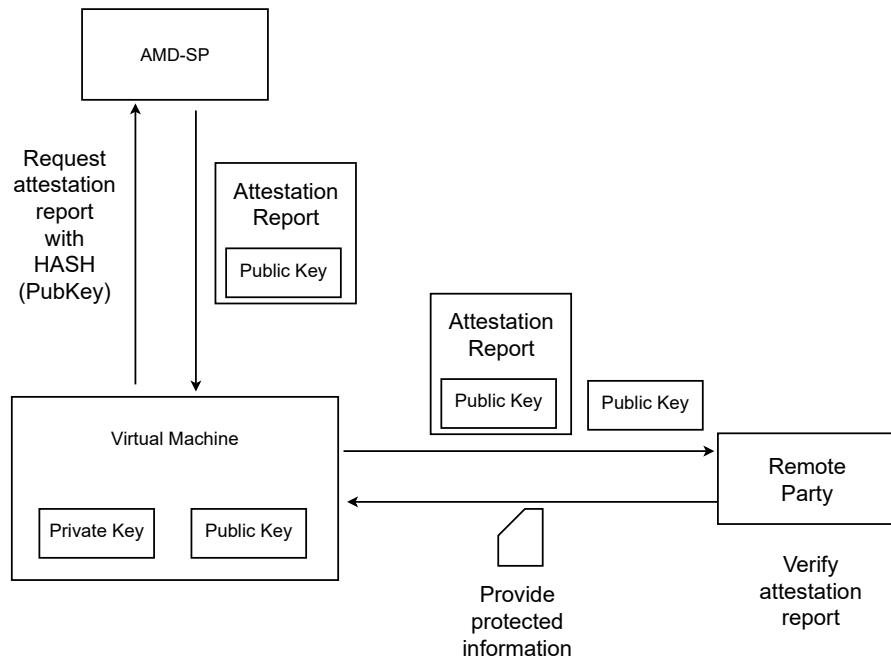 AMD-SP
Request
attestation
report
with
HASH
(PubKey)
Attestation
Report
Public Key
Attestation
Report
Public Key
Public Key
Virtual Machine
Private Key
Public Key
Remote
Party
Provide
protected
information
Verify
attestation
report